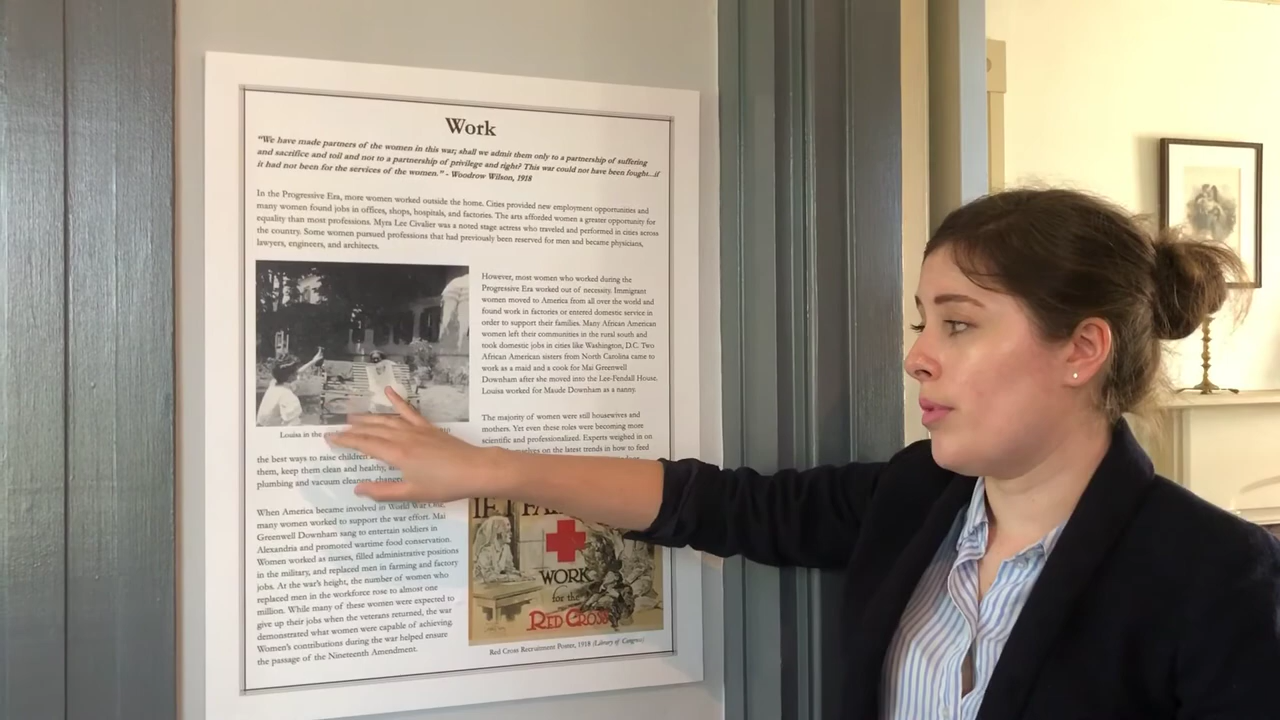 Work
"We have made partners of the women in this war; shall we admit them only to a partnership of suffering
and sacrifice and toil and not to a partnership of privilege and right? This war could not have been fought...if
it had not been for the services of the women." - Woodrow Wilson, 1918
In the Progressive Era, more women worked outside the home. Cities provided new employment opportunities and
many women found jobs in offices, shops, hospitals, and factories. The arts afforded women a greater opportunity for
equality than most professions. Myra Lee Civalier was a noted stage actress who traveled and performed in cities across
the country. Some women pursued professions that had previously been reserved for men and became physicians,
lawyers, engineers, and architects.
However, most women who worked during the
Progressive Era worked out of necessity. Immigrant
women moved to America from all over the world and
found work in factories or entered domestic service in
order to support their families. Many African American
women left their communities in the rural south and
took domestic jobs in cities like Washington, D.C. Two
African American sisters from North Carolina came to
work as a maid and a cook for Mai Greenwell
Downham after she moved into the Lee-Fendall House.
Louisa worked for Maude Downham as a nanny.
Louisa in the
The majority of women were still housewives and
mothers. Yet even these roles were becoming more
scientific and professionalized. Experts weighed in on
on the latest trends in how to feed
the best ways to raise children
them, keep them clean and healthy,
plumbing and vacuum cleaners changed
When America became involved in World War One,
many women worked to support the war effort. Mai
Greenwell Downham sang to entertain soldiers in
Alexandria and promoted wartime food conservation.
Women worked as nurses, filled administrative positions
in the military, and replaced men in farming and factory
jobs. At the war's height, the number of women who
replaced men in the workforce rose to almost one
million. While many of these women were expected to
give up their jobs when the veterans returned, the war
demonstrated what women were capable of achieving.
Women's contributions during the war helped ensure
the passage of the Nineteenth Amendment.
IF I FA
WORK
for the
RED CROSS
Red Cross Recruitment Poster, 1918 (Library of Congress)